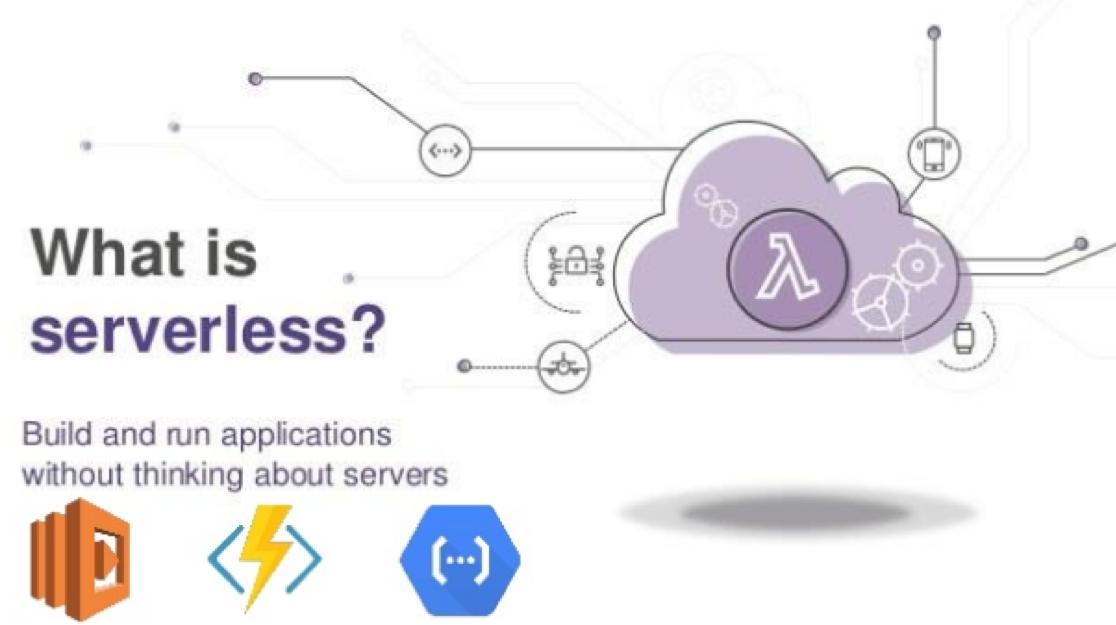 What is
serverless?
Build and run applications
without thinking about servers
λ